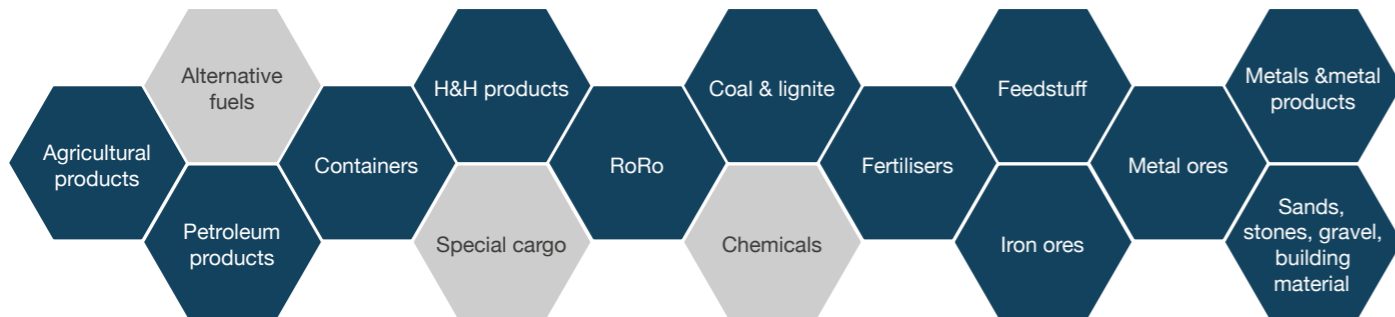 Agricultural
products
Alternative
fuels
Petroleum
products
Containers
H&H products
Special cargo
RoRo
Coal & lignite
Chemicals
Fertilisers
Feedstuff
Iron ores
Metal ores
Metals &metal
products
Sands,
stones, gravel,
building
material